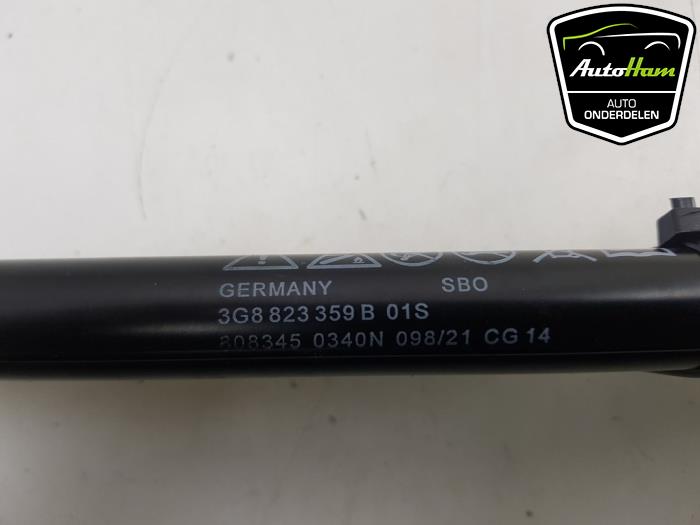 AutoHam
AUTO
ONDERDELEN
GERMANY SBO
3G8 823 359 B 01S
808345 0340N 098/21 CG 14